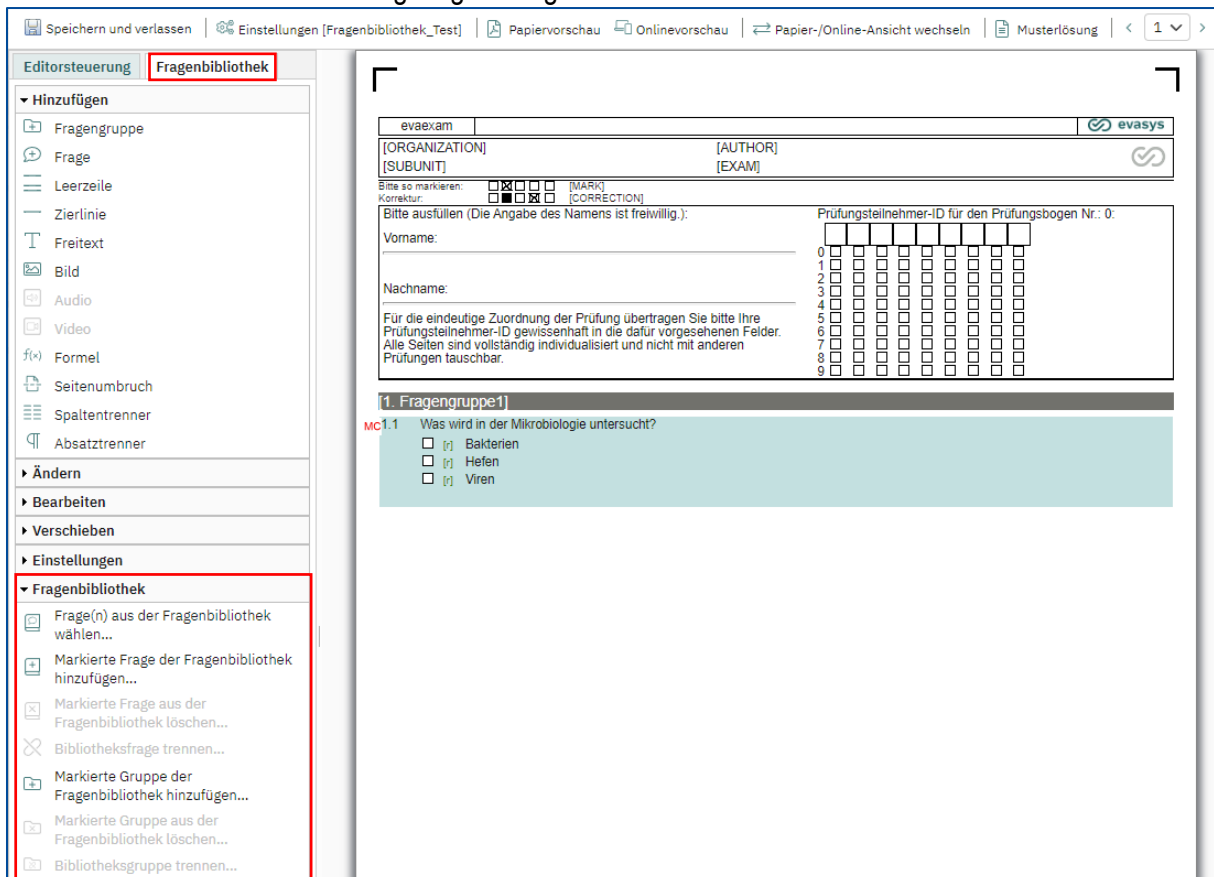 Speichern und verlassen Einstellungen [Fragenbibliothek_Test] Papiervorschau Onlinevorschau Papier-/Online-Ansicht wechseln Musterlösung 1
Editorsteuerung Fragenbibliothek
Hinzufügen
Fragengruppe
Frage
Leerzeile
Zierlinie
Freitext
Bild
Audio
Video
f(x) Formel
Seitenumbruch
Spaltentrenner
Absatztrenner
Ändern
Bearbeiten
Verschieben
Einstellungen
Fragenbibliothek
Frage(n) aus der Fragenbibliothek
wählen...
Markierte Frage der Fragenbibliothek
hinzufügen...
Markierte Frage aus der
Fragenbibliothek löschen...
Bibliotheksfrage trennen...
Markierte Gruppe der
Fragenbibliothek hinzufügen...
Markierte Gruppe aus der
Fragenbibliothek löschen...
Bibliotheksgruppe trennen...
evaexam evasys
[ORGANIZATION] [AUTHOR]
[SUBUNIT] [EXAM]
Bitte so markieren: [MARK]
Korrektur: [CORRECTION]
Bitte ausfüllen (Die Angabe des Namens ist freiwillig.): Prüfungsteilnehmer-ID für den Prüfungsbogen Nr.: 0:
Vorname:
Nachname:
Für die eindeutige Zuordnung der Prüfung übertragen Sie bitte Ihre
Prüfungsteilnehmer-ID gewissenhaft in die dafür vorgesehenen Felder.
Alle Seiten sind vollständig individualisiert und nicht mit anderen
Prüfungen tauschbar.
0
1
2
3
4
5
6
7
8
9
[1. Fragengruppe1]
MC1.1 Was wird in der Mikrobiologie untersucht?
[r] Bakterien
[r] Hefen
[r] Viren